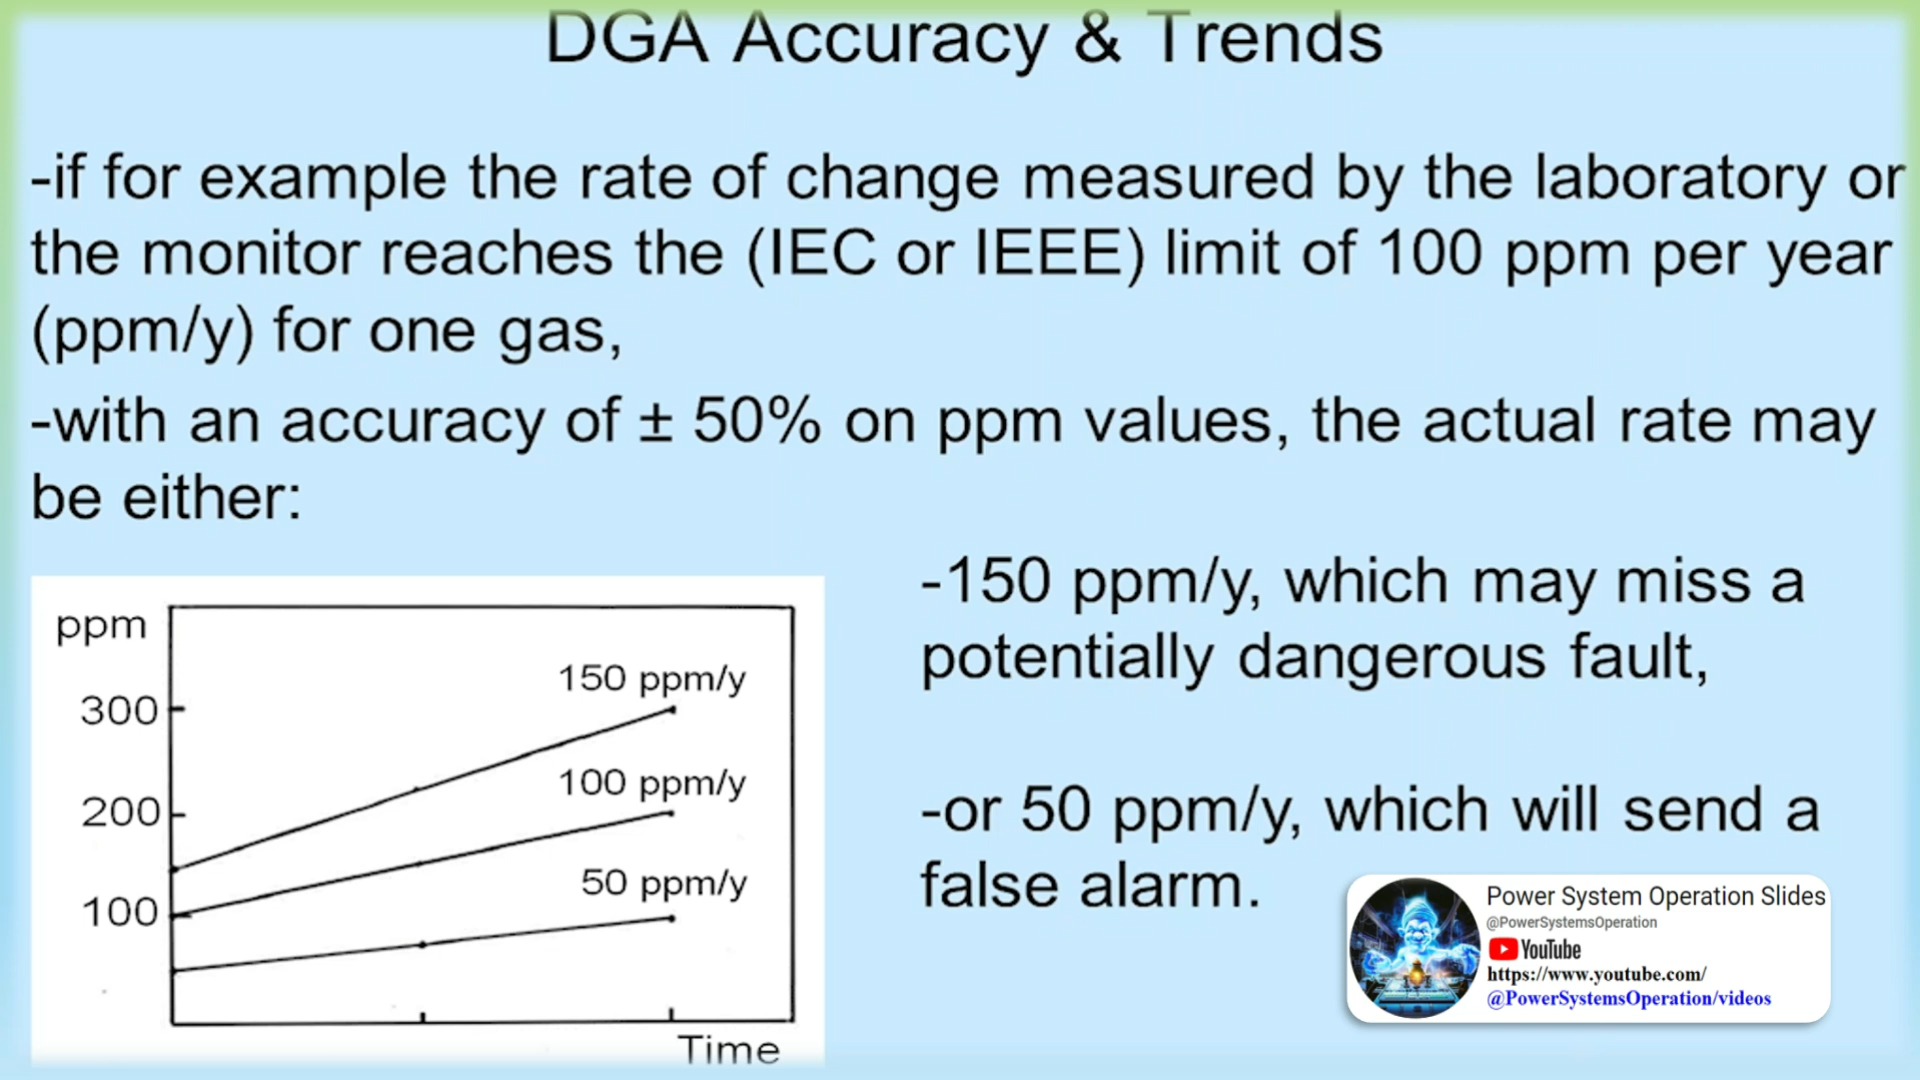 DGA Accuracy & Trends
-if for example the rate of change measured by the laboratory or
the monitor reaches the (IEC or IEEE) limit of 100 ppm per year
(ppm/y) for one gas,
-with an accuracy of ± 50% on ppm values, the actual rate may
be either:
ppm
300
200
100
150 ppm/y
100 ppm/y
50 ppm/y
Time
-150 ppm/y, which may miss a
potentially dangerous fault,
-or 50 ppm/y, which will send a
false alarm.
Power System Operation Slides
@PowerSystemsOperation
YouTube
https://www.youtube.com/
@PowerSystemsOperation/videos